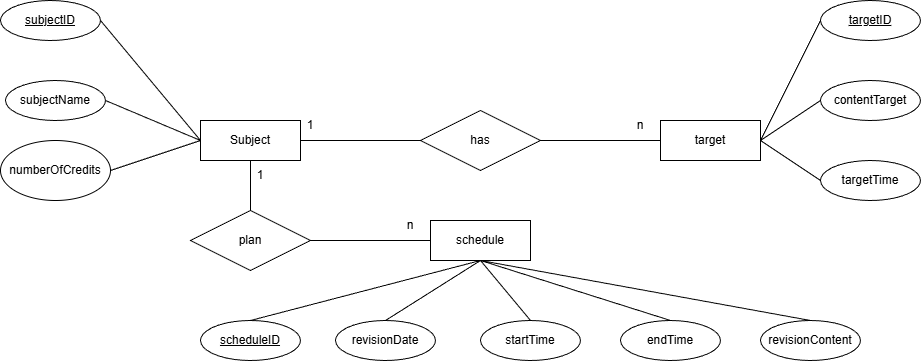 subjectID
targetID
subjectName
contentTarget
1
n
Subject
has
target
numberOfCredits
1
targetTime
n
plan
schedule
scheduleID
revisionDate
startTime
endTime
revisionContent